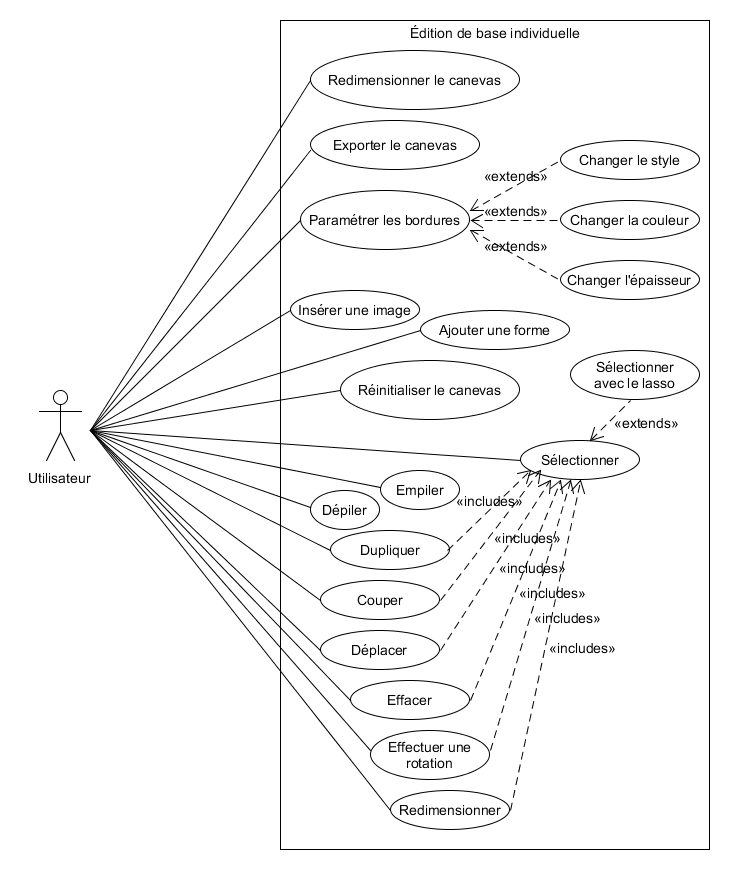 Édition de base individuelle
Redimensionner le canevas
Exporter le canevas
Changer le style
«extends»
Paramétrer les bordures
«extends»
Changer la couleur
«extends»
Changer l'épaisseur
Insérer une image
Ajouter une forme
Réinitialiser le canevas
Sélectionner
avec le lasso
«extends»
Sélectionner
Utilisateur
Empiler
«includes»
Dépiler
Dupliquer
«includes»
«includes»
Couper
«includes»
«includes»
Déplacer
«includes»
Effacer
Effectuer une
rotation
Redimensionner